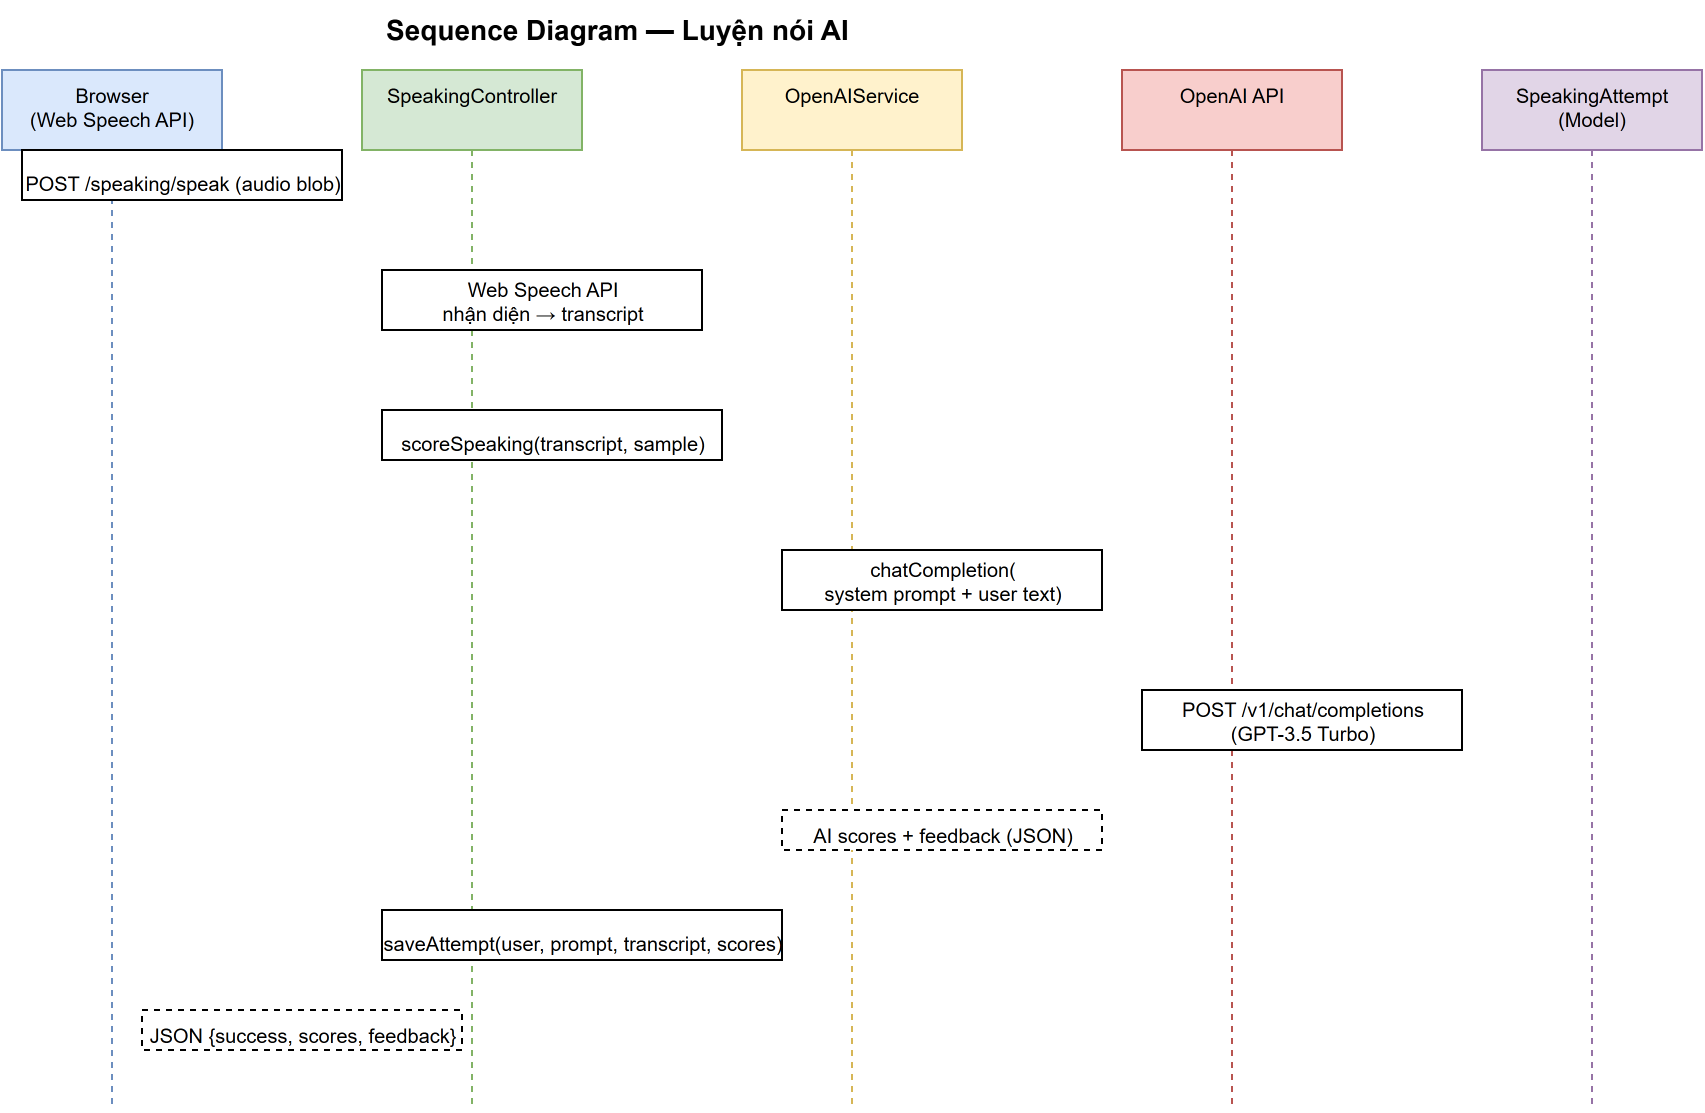 Sequence Diagram — Luyện nói AI
Browser
(Web Speech API)
SpeakingController
OpenAIService
OpenAI API
SpeakingAttempt
(Model)
POST /speaking/speak (audio blob)
Web Speech API
nhận diện → transcript
scoreSpeaking(transcript, sample)
chatCompletion(
system prompt + user text)
POST /v1/chat/completions
(GPT-3.5 Turbo)
AI scores + feedback (JSON)
saveAttempt(user, prompt, transcript, scores)
JSON {success, scores, feedback}